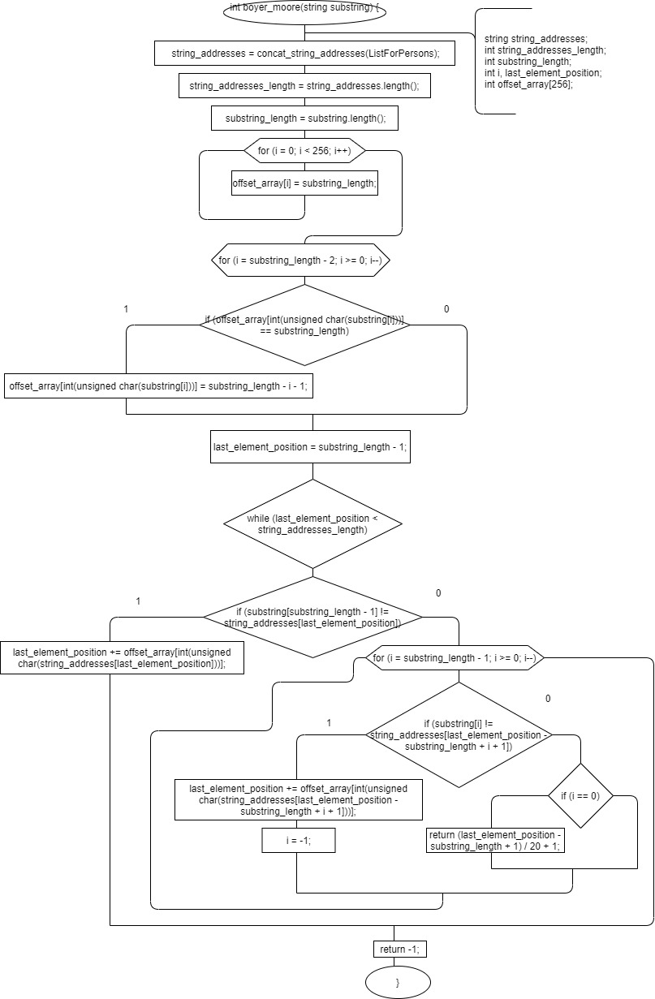 int boyer_moore(string substring) {
string string_addresses;
int string_addresses_length;
int substring_length;
int i, last_element_position;
int offset_array[256];
string_addresses = concat_string_addresses(ListForPersons);
string_addresses_length = string_addresses.length();
substring_length = substring.length();
for (i = 0; i < 256; i++)
offset_array[i] = substring_length;
for (i = substring_length - 2; i >= 0; i--)
1
0
if (offset_array[int(unsigned char(substring[i]))]
== substring_length)
offset_array[int(unsigned char(substring[i]))] = substring_length - i - 1;
last_element_position = substring_length - 1;
while (last_element_position <
string_addresses_length)
1
0
if (substring[substring_length - 1] !=
string_addresses[last_element_position])
last_element_position += offset_array[int(unsigned
char(string_addresses[last_element_position]))];
for (i = substring_length - 1; i >= 0; i--)
1
0
if (substring[i] !=
string_addresses[last_element_position -
substring_length + i + 1])
last_element_position += offset_array[int(unsigned
char(string_addresses[last_element_position -
substring_length + i + 1]))];
i = -1;
if (i == 0)
return (last_element_position -
substring_length + 1) / 20 + 1;
return -1;
}